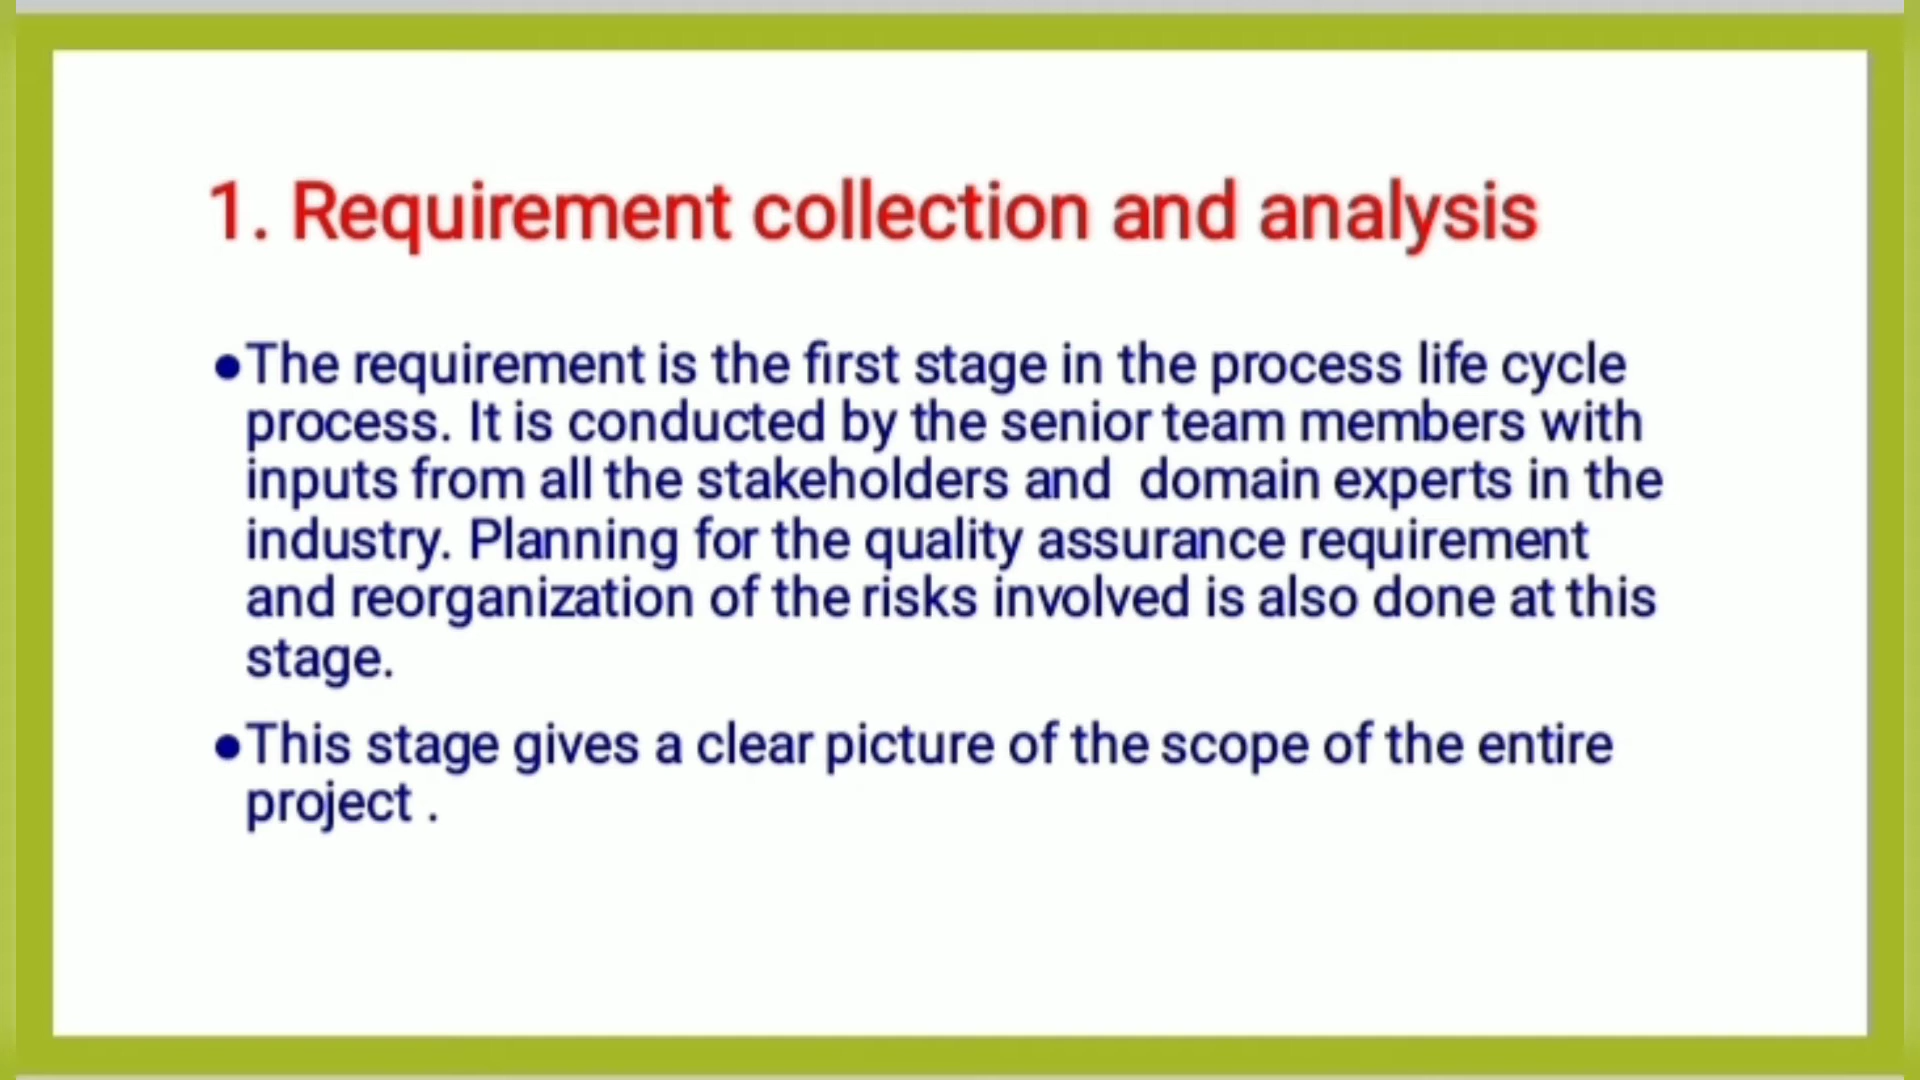 1. Requirement collection and analysis
●The requirement is the first stage in the process life cycle
process. It is conducted by the senior team members with
inputs from all the stakeholders and  domain experts in the
industry. Planning for the quality assurance requirement
and reorganization of the risks involved is also done at this
stage.
●This stage gives a clear picture of the scope of the entire
project .